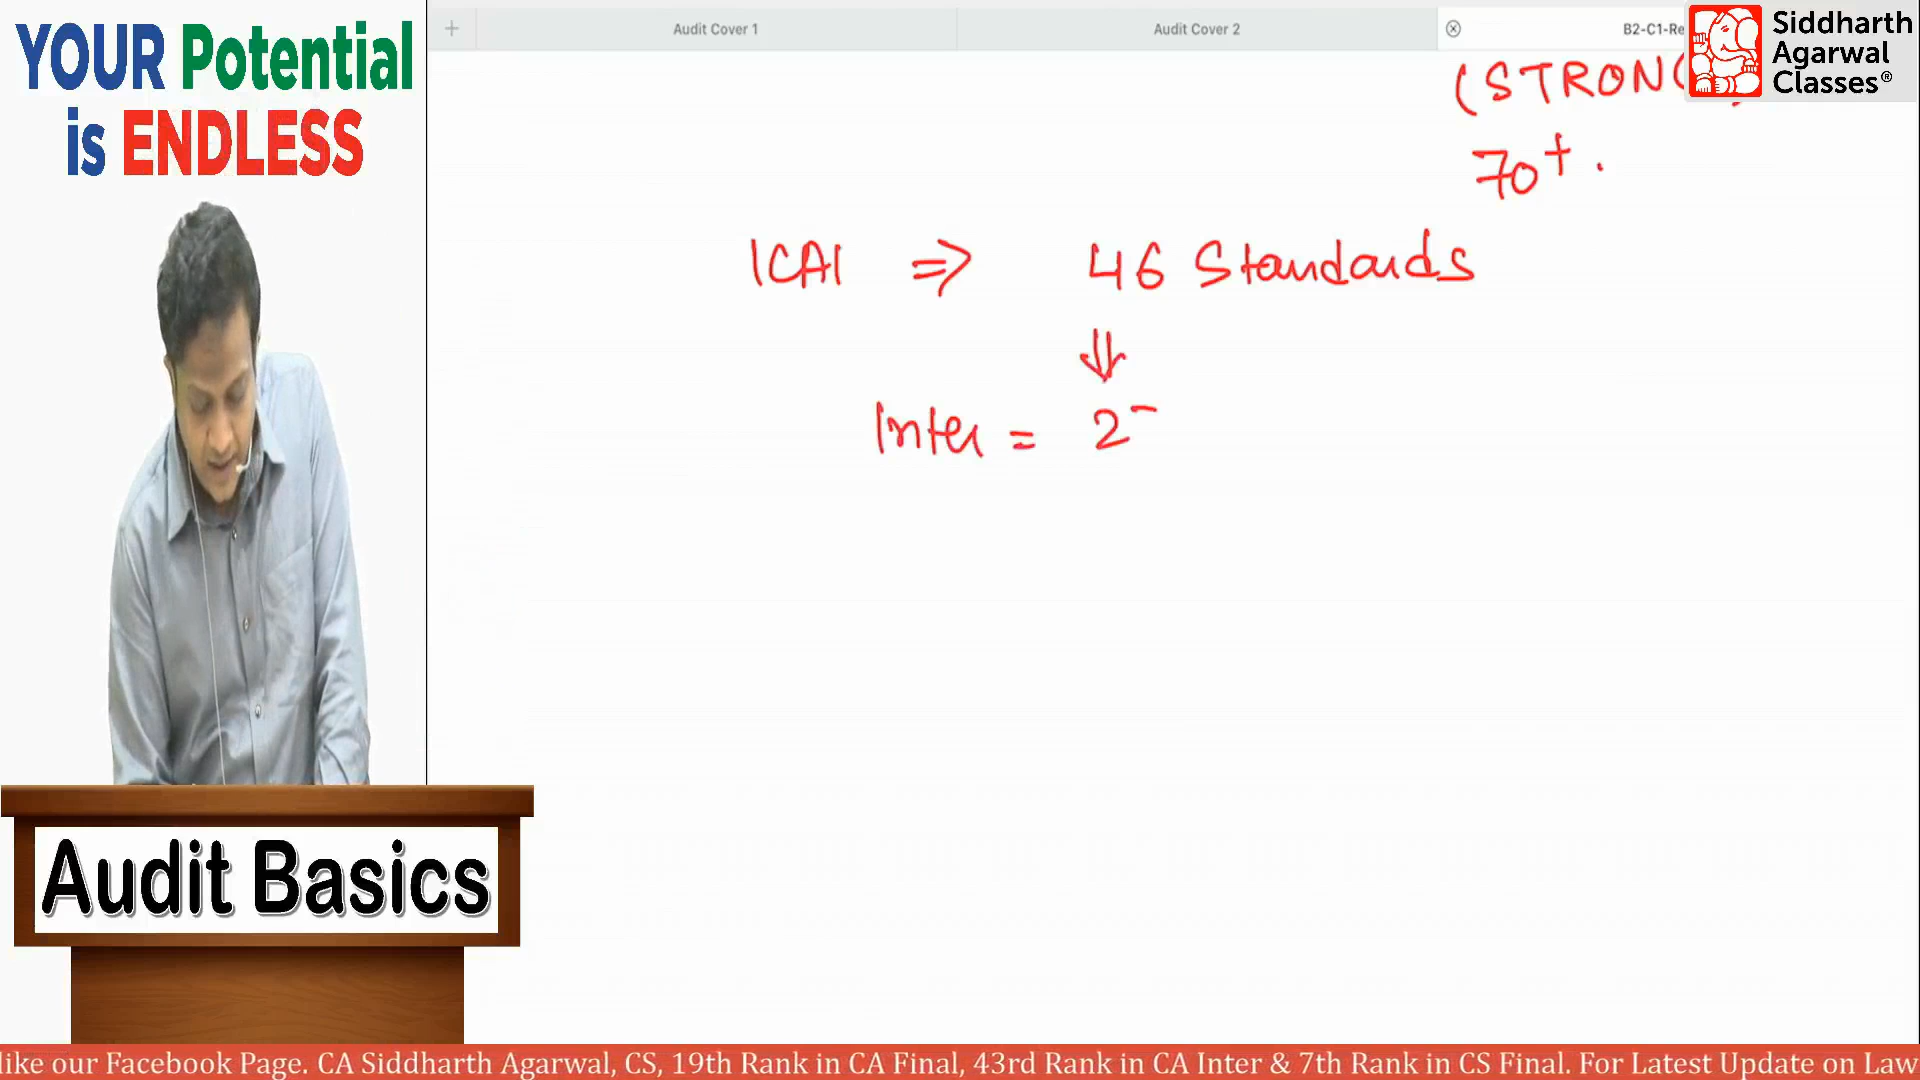 YOUR Potential
is ENDLESS
Audit Cover 1
Audit Cover 2
B2-C1-Re
Siddharth
Agarwal
Classes®
(STRONG
70+.
ICAI ⇒ 46 Standards
⇓
Inter = 2
Audit Basics
like our Facebook Page. CA Siddharth Agarwal, CS, 19th Rank in CA Final, 43rd Rank in CA Inter & 7th Rank in CS Final. For Latest Update on Law